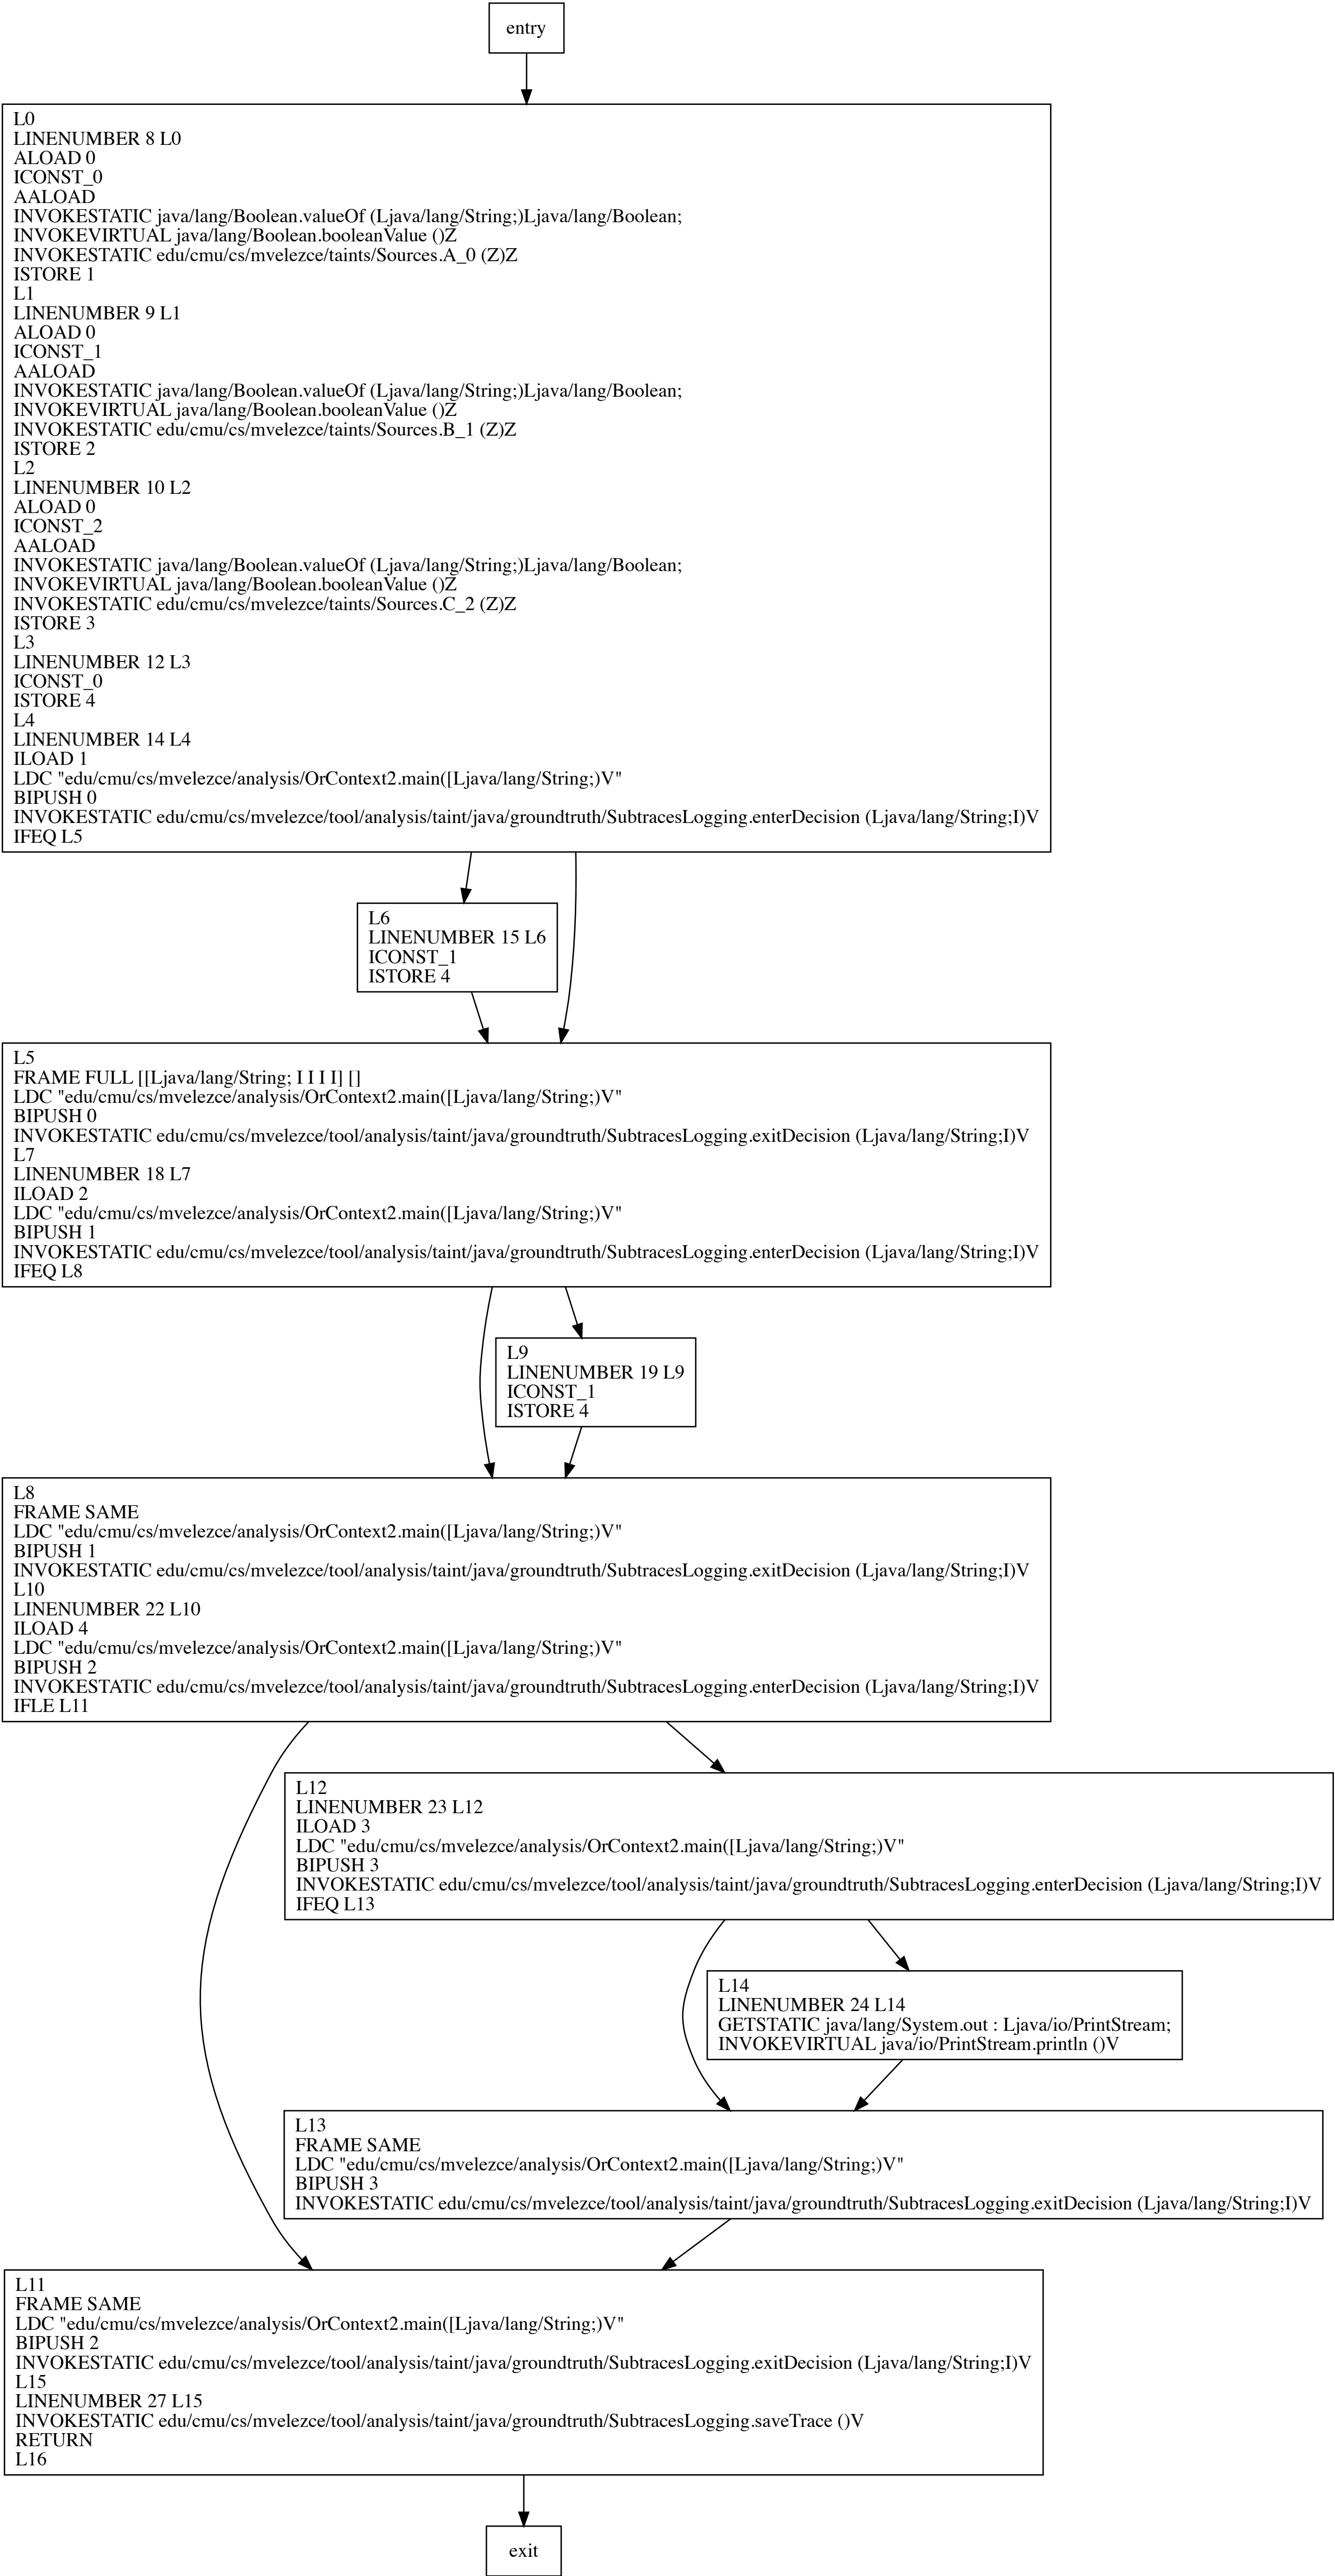 entry
L0
LINENUMBER 8 L0
ALOAD 0
ICONST_0
AALOAD
INVOKESTATIC java/lang/Boolean.valueOf (Ljava/lang/String;)Ljava/lang/Boolean;
INVOKEVIRTUAL java/lang/Boolean.booleanValue ()Z
INVOKESTATIC edu/cmu/cs/mvelezce/taints/Sources.A_0 (Z)Z
ISTORE 1
L1
LINENUMBER 9 L1
ALOAD 0
ICONST_1
AALOAD
INVOKESTATIC java/lang/Boolean.valueOf (Ljava/lang/String;)Ljava/lang/Boolean;
INVOKEVIRTUAL java/lang/Boolean.booleanValue ()Z
INVOKESTATIC edu/cmu/cs/mvelezce/taints/Sources.B_1 (Z)Z
ISTORE 2
L2
LINENUMBER 10 L2
ALOAD 0
ICONST_2
AALOAD
INVOKESTATIC java/lang/Boolean.valueOf (Ljava/lang/String;)Ljava/lang/Boolean;
INVOKEVIRTUAL java/lang/Boolean.booleanValue ()Z
INVOKESTATIC edu/cmu/cs/mvelezce/taints/Sources.C_2 (Z)Z
ISTORE 3
L3
LINENUMBER 12 L3
ICONST_0
ISTORE 4
L4
LINENUMBER 14 L4
ILOAD 1
LDC "edu/cmu/cs/mvelezce/analysis/OrContext2.main([Ljava/lang/String;)V"
BIPUSH 0
INVOKESTATIC edu/cmu/cs/mvelezce/tool/analysis/taint/java/groundtruth/SubtracesLogging.enterDecision (Ljava/lang/String;I)V
IFEQ L5
L6
LINENUMBER 15 L6
ICONST_1
ISTORE 4
L5
FRAME FULL [[Ljava/lang/String; I I I I] []
LDC "edu/cmu/cs/mvelezce/analysis/OrContext2.main([Ljava/lang/String;)V"
BIPUSH 0
INVOKESTATIC edu/cmu/cs/mvelezce/tool/analysis/taint/java/groundtruth/SubtracesLogging.exitDecision (Ljava/lang/String;I)V
L7
LINENUMBER 18 L7
ILOAD 2
LDC "edu/cmu/cs/mvelezce/analysis/OrContext2.main([Ljava/lang/String;)V"
BIPUSH 1
INVOKESTATIC edu/cmu/cs/mvelezce/tool/analysis/taint/java/groundtruth/SubtracesLogging.enterDecision (Ljava/lang/String;I)V
IFEQ L8
L9
LINENUMBER 19 L9
ICONST_1
ISTORE 4
L8
FRAME SAME
LDC "edu/cmu/cs/mvelezce/analysis/OrContext2.main([Ljava/lang/String;)V"
BIPUSH 1
INVOKESTATIC edu/cmu/cs/mvelezce/tool/analysis/taint/java/groundtruth/SubtracesLogging.exitDecision (Ljava/lang/String;I)V
L10
LINENUMBER 22 L10
ILOAD 4
LDC "edu/cmu/cs/mvelezce/analysis/OrContext2.main([Ljava/lang/String;)V"
BIPUSH 2
INVOKESTATIC edu/cmu/cs/mvelezce/tool/analysis/taint/java/groundtruth/SubtracesLogging.enterDecision (Ljava/lang/String;I)V
IFLE L11
L12
LINENUMBER 23 L12
ILOAD 3
LDC "edu/cmu/cs/mvelezce/analysis/OrContext2.main([Ljava/lang/String;)V"
BIPUSH 3
INVOKESTATIC edu/cmu/cs/mvelezce/tool/analysis/taint/java/groundtruth/SubtracesLogging.enterDecision (Ljava/lang/String;I)V
IFEQ L13
L14
LINENUMBER 24 L14
GETSTATIC java/lang/System.out : Ljava/io/PrintStream;
INVOKEVIRTUAL java/io/PrintStream.println ()V
L13
FRAME SAME
LDC "edu/cmu/cs/mvelezce/analysis/OrContext2.main([Ljava/lang/String;)V"
BIPUSH 3
INVOKESTATIC edu/cmu/cs/mvelezce/tool/analysis/taint/java/groundtruth/SubtracesLogging.exitDecision (Ljava/lang/String;I)V
L11
FRAME SAME
LDC "edu/cmu/cs/mvelezce/analysis/OrContext2.main([Ljava/lang/String;)V"
BIPUSH 2
INVOKESTATIC edu/cmu/cs/mvelezce/tool/analysis/taint/java/groundtruth/SubtracesLogging.exitDecision (Ljava/lang/String;I)V
L15
LINENUMBER 27 L15
INVOKESTATIC edu/cmu/cs/mvelezce/tool/analysis/taint/java/groundtruth/SubtracesLogging.saveTrace ()V
RETURN
L16
exit